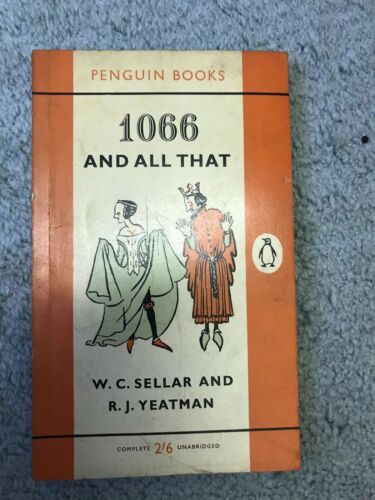 PENGUIN BOOKS
1066
AND ALL THAT
W. C. SELLAR AND
R. J. YEATMAN
COMPLETE 2/6 UNABRIDGED